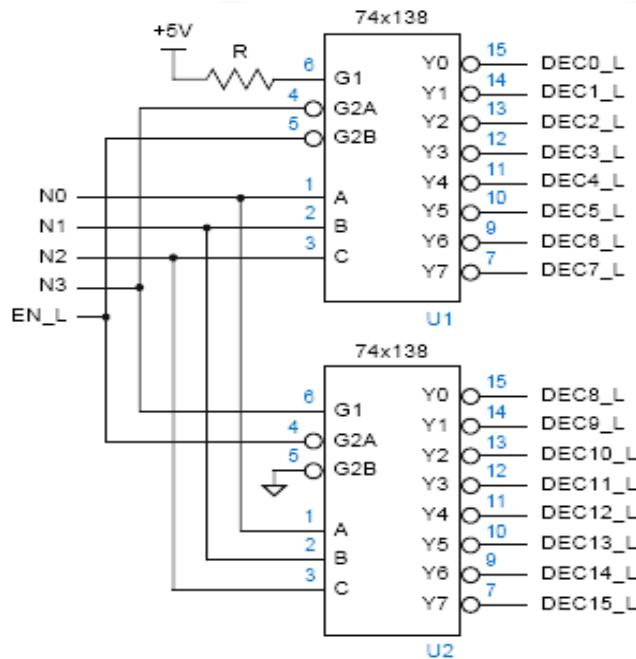 74x138
+5V
R
6 G1
4 G2A
5 G2B
N0 1 A
N1 2 B
N2 3 C
N3
EN_L
Y0 15 DEC0_L
Y1 14 DEC1_L
Y2 13 DEC2_L
Y3 12 DEC3_L
Y4 11 DEC4_L
Y5 10 DEC5_L
Y6 9 DEC6_L
Y7 7 DEC7_L
U1
74x138
6 G1
4 G2A
5 G2B
1 A
2 B
3 C
Y0 15 DEC8_L
Y1 14 DEC9_L
Y2 13 DEC10_L
Y3 12 DEC11_L
Y4 11 DEC12_L
Y5 10 DEC13_L
Y6 9 DEC14_L
Y7 7 DEC15_L
U2